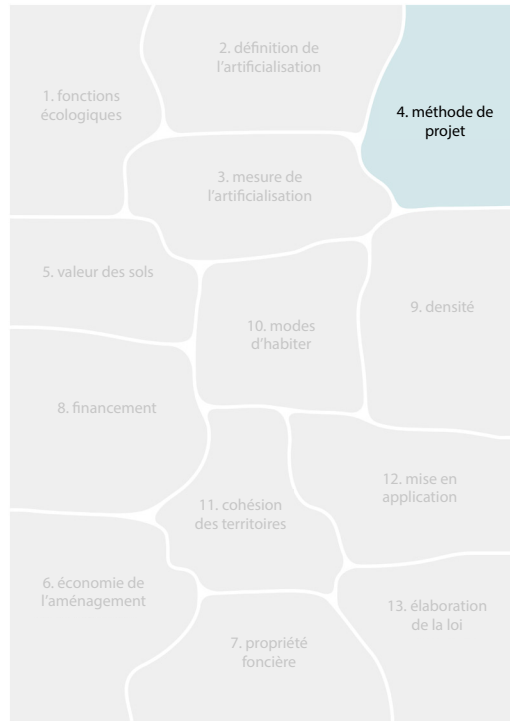 2. définition de
l'artificialisation
1. fonctions
écologiques
4. méthode de
projet
3. mesure de
l'artificialisation
5. valeur des sols
9. densité
10. modes
d'habiter
8. financement
12. mise en
application
11. cohésion
des territoires
6. économie de
l'aménagement
13. élaboration
de la loi
7. propriété
foncière